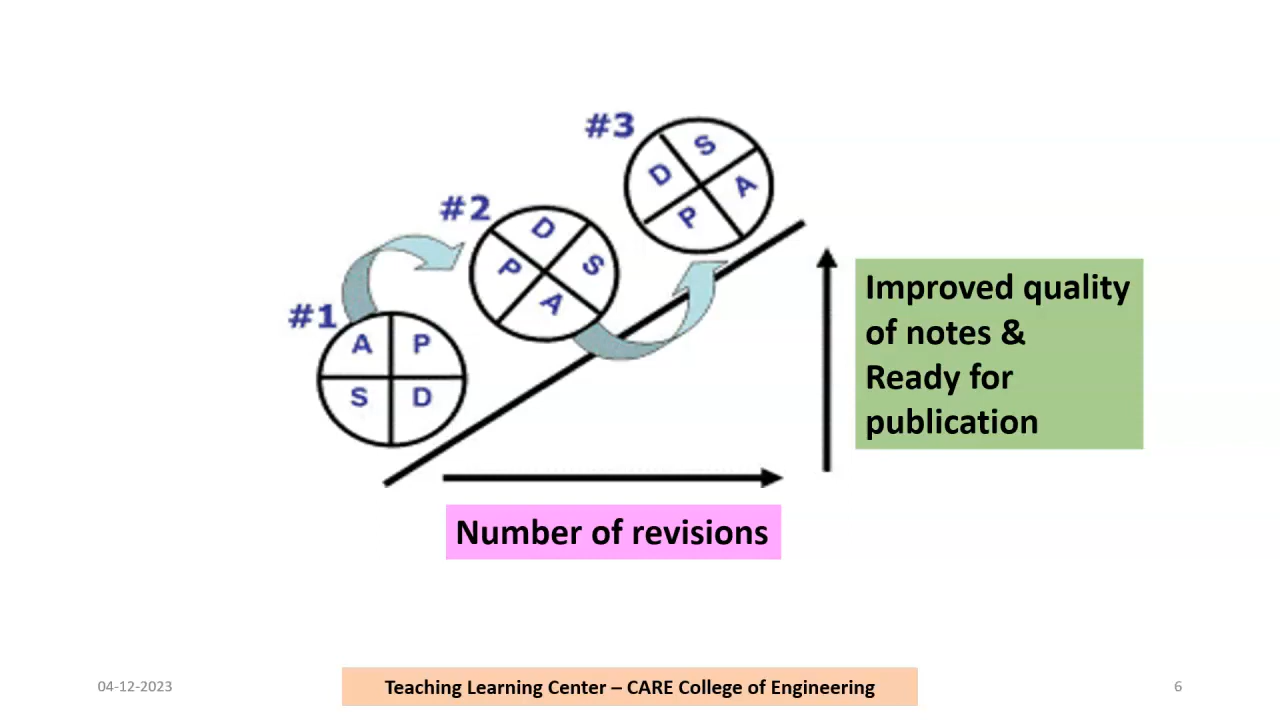 #3
S
D
A
P
#2
D
P
S
A
#1
A P
S D
Improved quality
of notes &
Ready for
publication
Number of revisions
04-12-2023
Teaching Learning Center – CARE College of Engineering
6